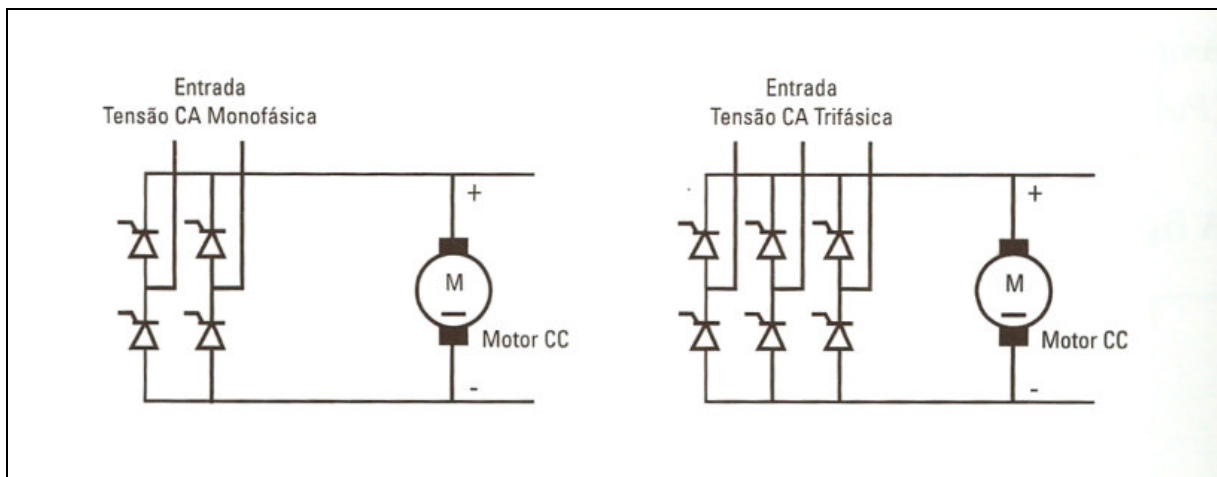 Entrada
Tensão CA Monofásica
+
M
Motor CC
-
Entrada
Tensão CA Trifásica
+
M
Motor CC
-